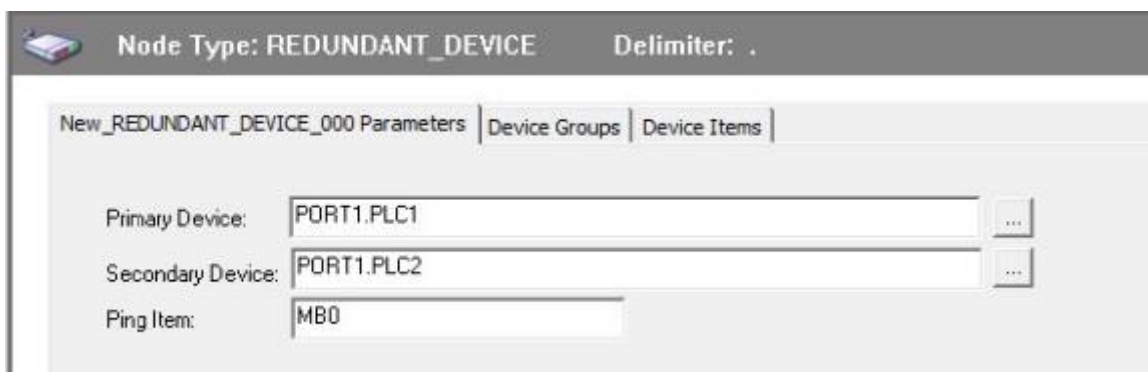 Node Type: REDUNDANT_DEVICE Delimiter: .
New_REDUNDANT_DEVICE_000 Parameters Device Groups Device Items
Primary Device: PORT1.PLC1 ...
Secondary Device: PORT1.PLC2 ...
Ping Item: MB0